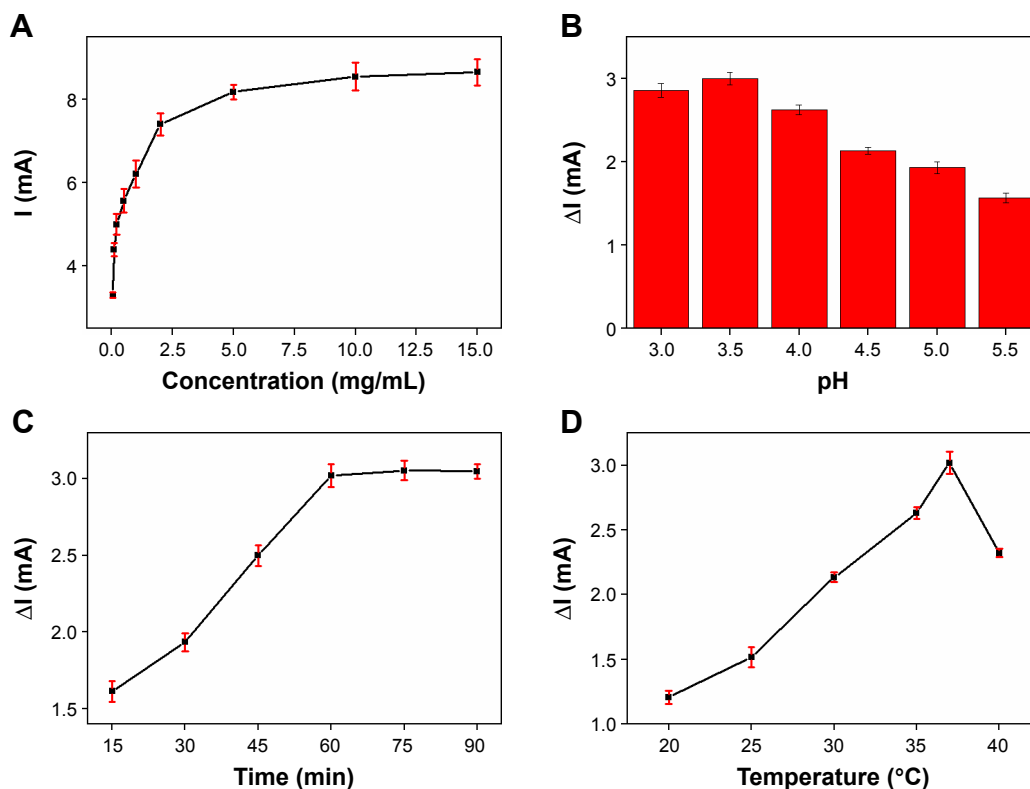 A
I (mA)
8
6
4
0.0 2.5 5.0 7.5 10.0 12.5 15.0
Concentration (mg/mL)
B
ΔI (mA)
3
2
1
0
3.0 3.5 4.0 4.5 5.0 5.5
pH
C
ΔI (mA)
3.0
2.5
2.0
1.5
15 30 45 60 75 90
Time (min)
D
ΔI (mA)
3.0
2.5
2.0
1.5
1.0
20 25 30 35 40
Temperature (°C)